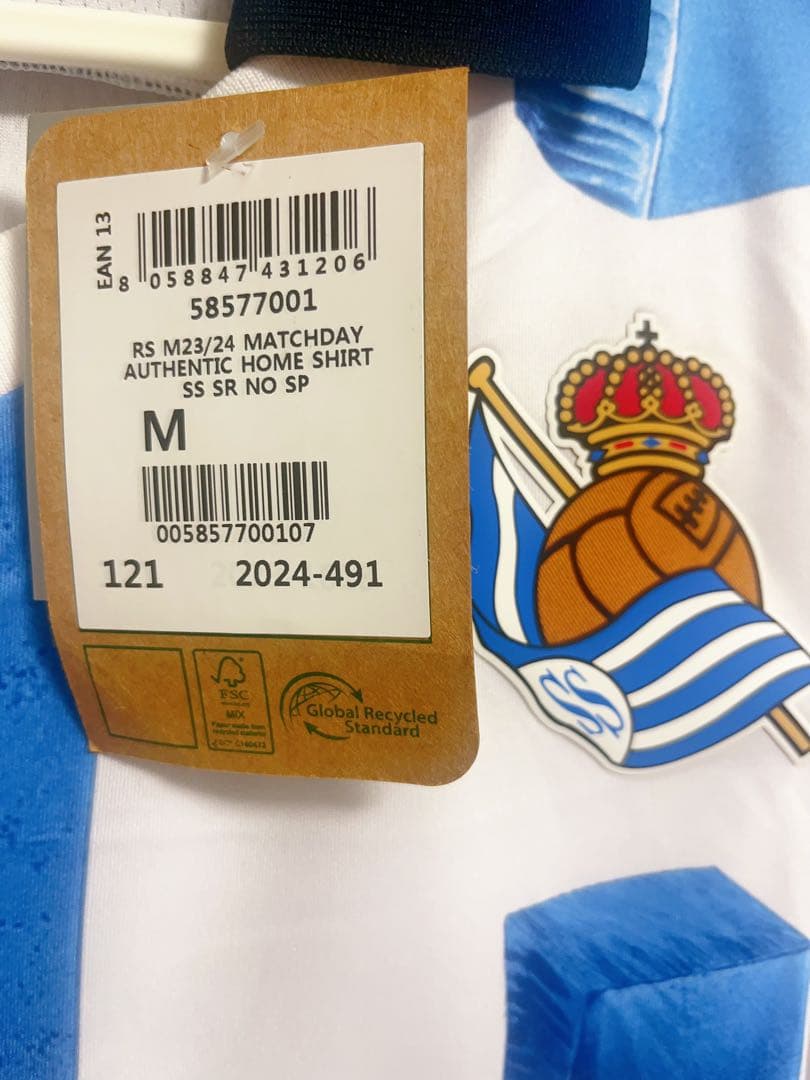 EAN 13
8 058847 431206
58577001
RS M23/24 MATCHDAY
AUTHENTIC HOME SHIRT
SS SR NO SP
M
005857700107
121 2024-491
FSC
MIX
Global Recycled
Standard
SS